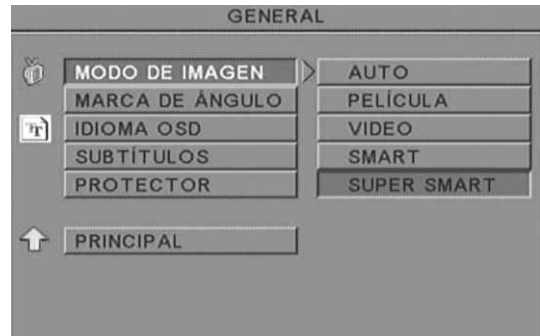 GENERAL
MODO DE IMAGEN
MARCA DE ÁNGULO
IDIOMA OSD
SUBTÍTULOS
PROTECTOR
PRINCIPAL
AUTO
PELÍCULA
VIDEO
SMART
SUPER SMART